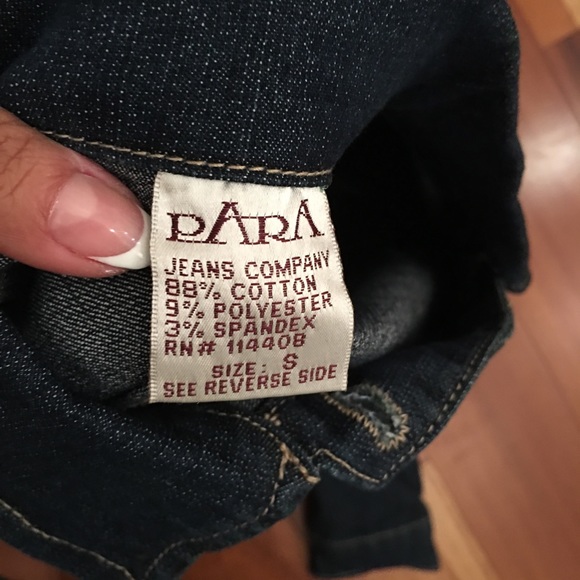 PARA
JEANS COMPANY
88% COTTON
9% POLYESTER
3% SPANDEX
RN# 114408
SIZE: S
SEE REVERSE SIDE